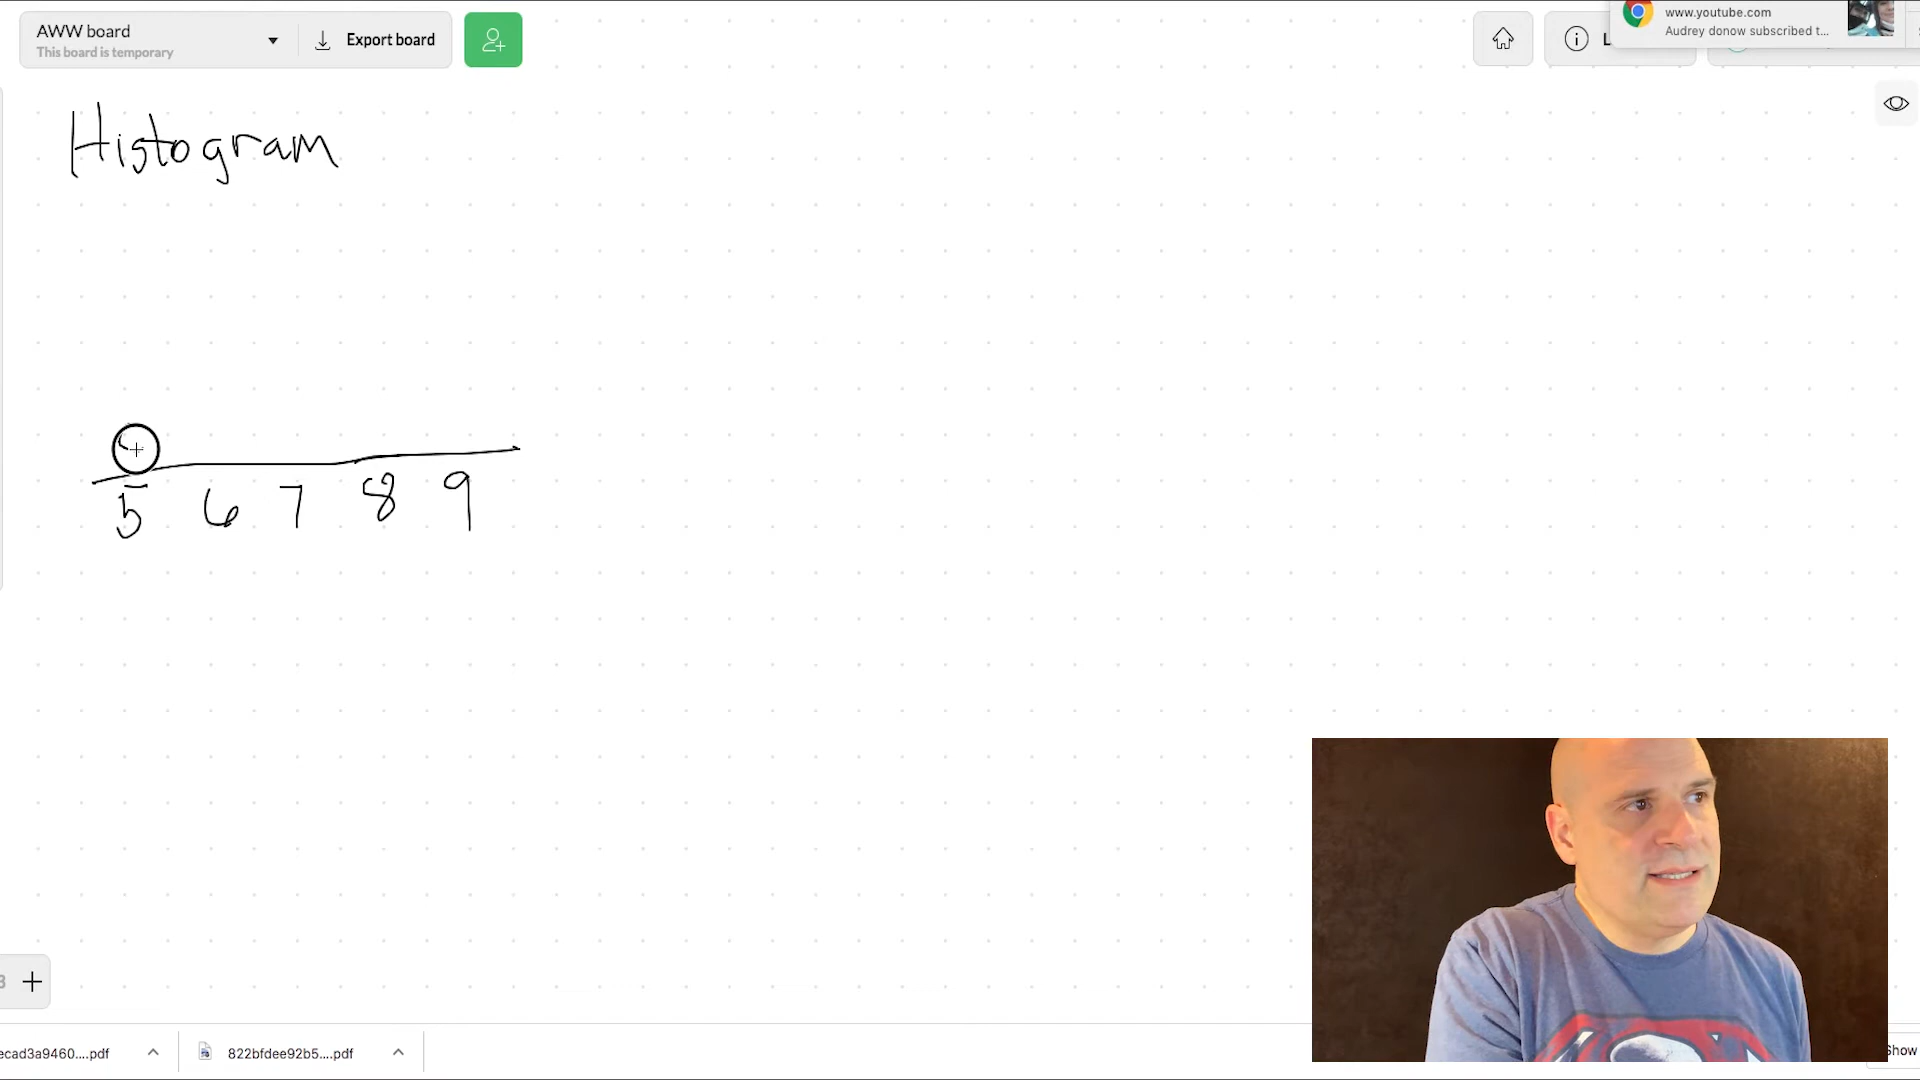 AWW board
This board is temporary
Export board
L
www.youtube.com
Audrey donow subscribed t...
Histogram
5 6 7 8 9
3
ecad3a9460....pdf
822bfdee92b5....pdf
Show